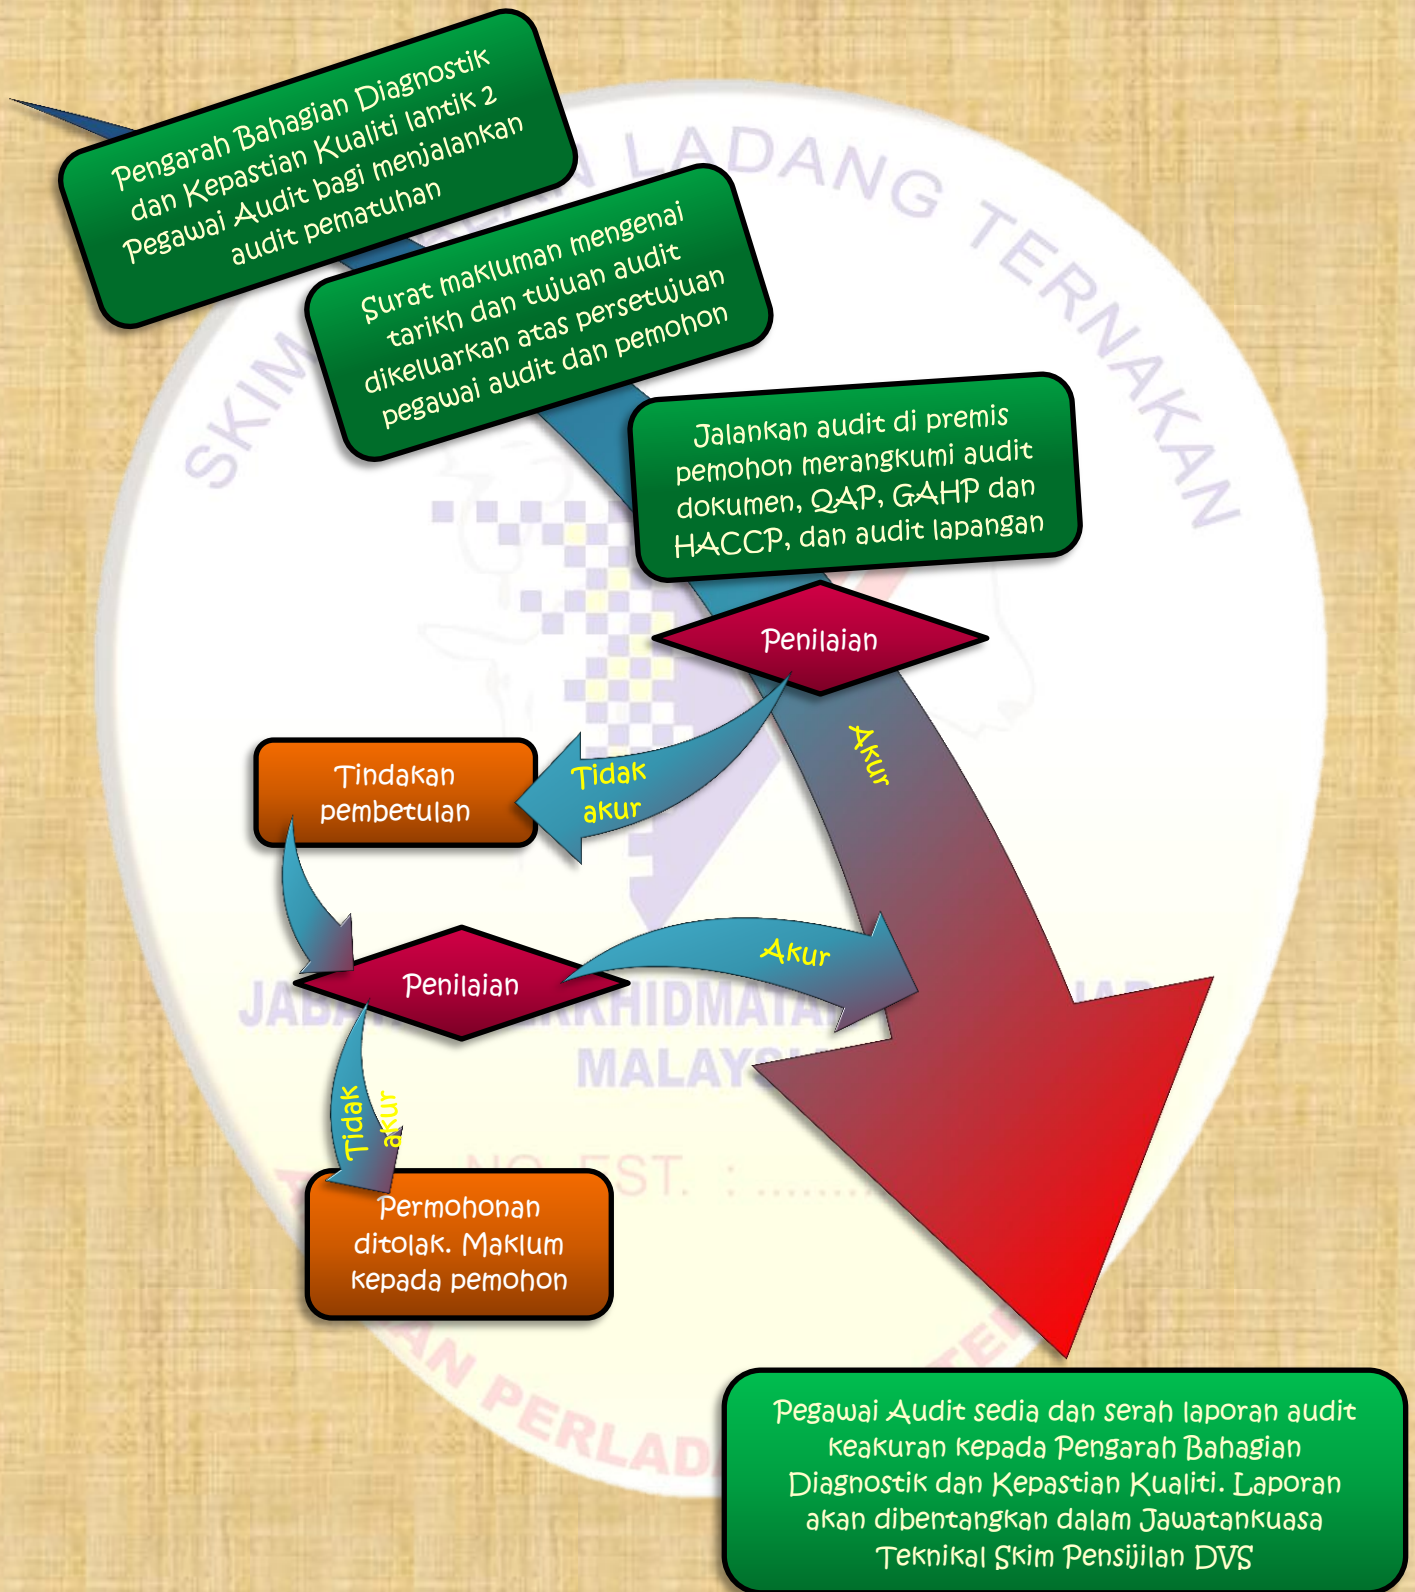 Pengarah Bahagian Diagnostik
dan Kepastian Kualiti lantik 2
Pegawai Audit bagi menjalankan
audit pematuhan
Surat makluman mengenai
tarikh dan tujuan audit
dikeluarkan atas persetujuan
pegawai audit dan pemohon
Jalankan audit di premis
pemohon merangkumi audit
dokumen, QAP, GAHP dan
HACCP, dan audit lapangan
Penilaian
Akur
Tidak
akur
Tindakan
pembetulan
Penilaian
Akur
Tidak
akur
Permohonan
ditolak. Maklum
kepada pemohon
Pegawai Audit sedia dan serah laporan audit
keakuran kepada Pengarah Bahagian
Diagnostik dan Kepastian Kualiti. Laporan
akan dibentangkan dalam Jawatankuasa
Teknikal Skim Pensijilan DVS
SKIM LADANG TERNAKAN
EST. :